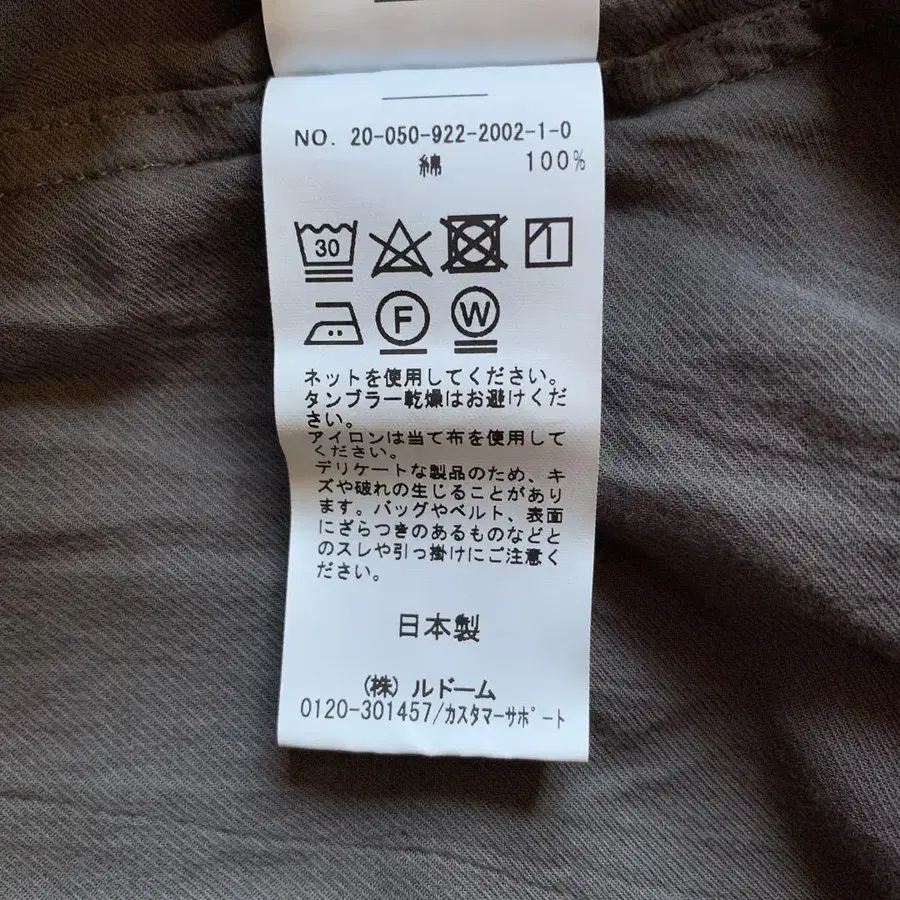 NO. 20-050-922-2002-1-0
綿 100%
30
F W
ネットを使用してください。
タンブラー乾燥はお避けくだ
さい。
アイロンは当て布を使用して
ください。
デリケートな製品のため、キ
ズや破れの生じることがあり
ます。バッグやベルト、表面
にざらつきのあるものなどと
のスレや引っ掛けにご注意く
ださい。
日本製
(株)ルドーム
0120-301457/カスタマーサポート